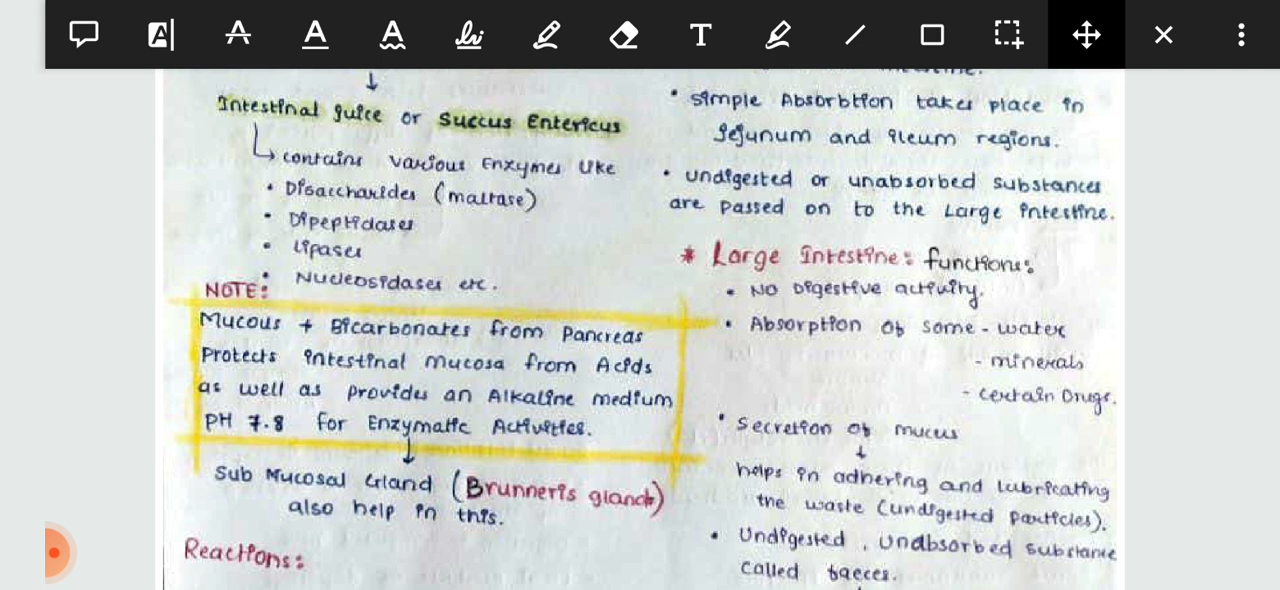 Intestinal juice or Succus Entericus
contains various Enzymes like
• Disaccharides (maltase)
• Dipeptidases
• Lipases
• Nucleosidases etc.
NOTE:
Mucous + Bicarbonates from Pancreas
Protects intestinal mucosa from Acids
as well as provides an Alkaline medium
PH 7.8 for Enzymatic Activities.
Sub Mucosal Gland (Brunner's gland)
also help in this.
Reactions:
• Simple Absorbtion takes place in
Jejunum and ileum regions.
• Undigested or unabsorbed substances
are passed on to the Large intestine.
* Large Intestine: functions:
• No Digestive activity.
• Absorption of some - water
- minerals
- certain Drugs.
• Secretion of mucus
helps in adhering and lubricating
the waste (undigested particles).
• Undigested, unabsorbed substance
called faeces.